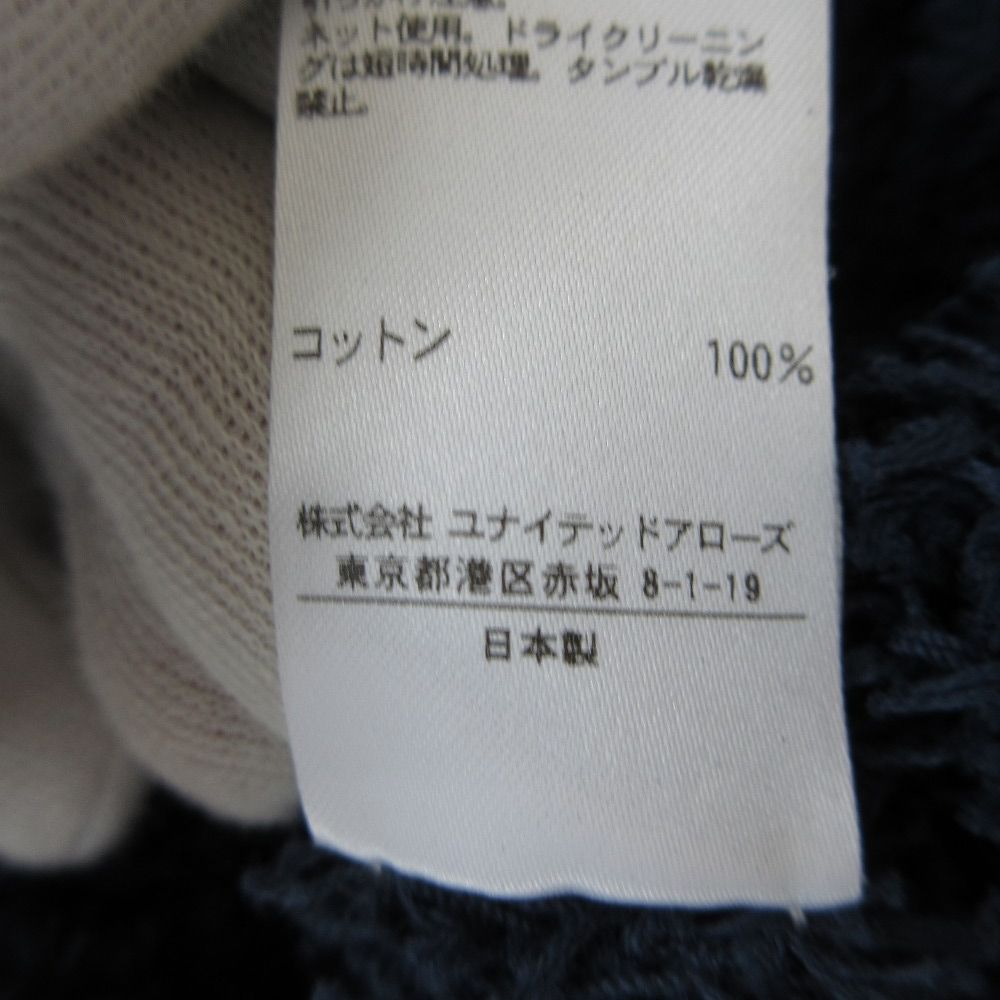 ネット使用。ドライクリーニン
グは短時間処理。タンブル乾燥
禁止。
コットン 100%
株式会社 ユナイテッドアローズ
東京都港区赤坂 8-1-19
日本製